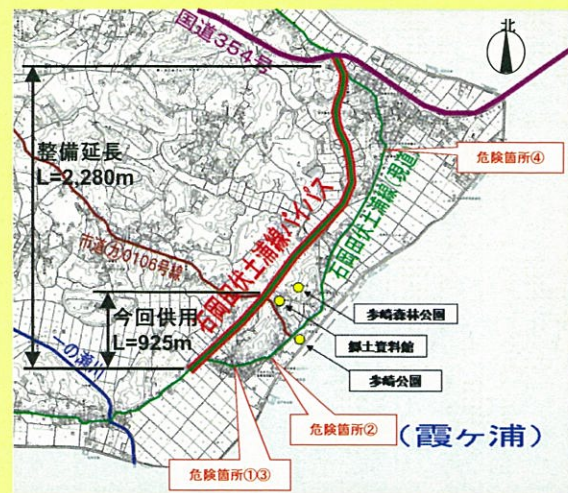 国道354号
北
整備延長
L=2,280m
危険箇所④
石岡田伏土浦線 現道
石岡田伏土浦線バイパス
市道(カ)0106号線
今回供用
L=925m
歩崎森林公園
郷土資料館
歩崎公園
一の瀬川
危険箇所②
(霞ヶ浦)
危険箇所①③